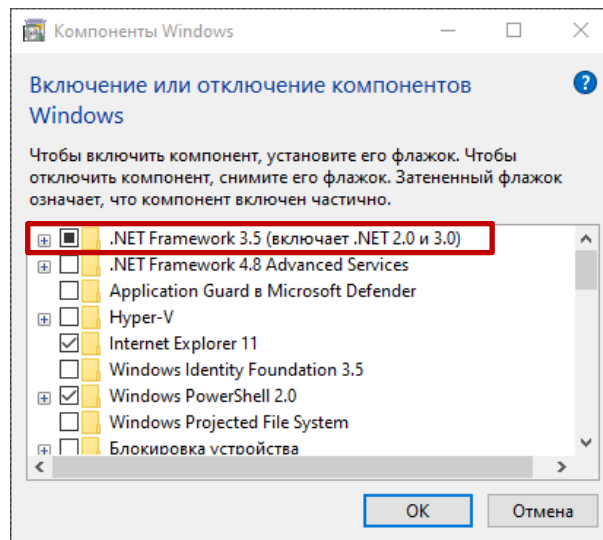 Компоненты Windows
Включение или отключение компонентов
Windows
Чтобы включить компонент, установите его флажок. Чтобы
отключить компонент, снимите его флажок. Затененный флажок
означает, что компонент включен частично.
.NET Framework 3.5 (включает .NET 2.0 и 3.0)
.NET Framework 4.8 Advanced Services
Application Guard в Microsoft Defender
Hyper-V
Internet Explorer 11
Windows Identity Foundation 3.5
Windows PowerShell 2.0
Windows Projected File System
Блокировка устройства
ОК Отмена